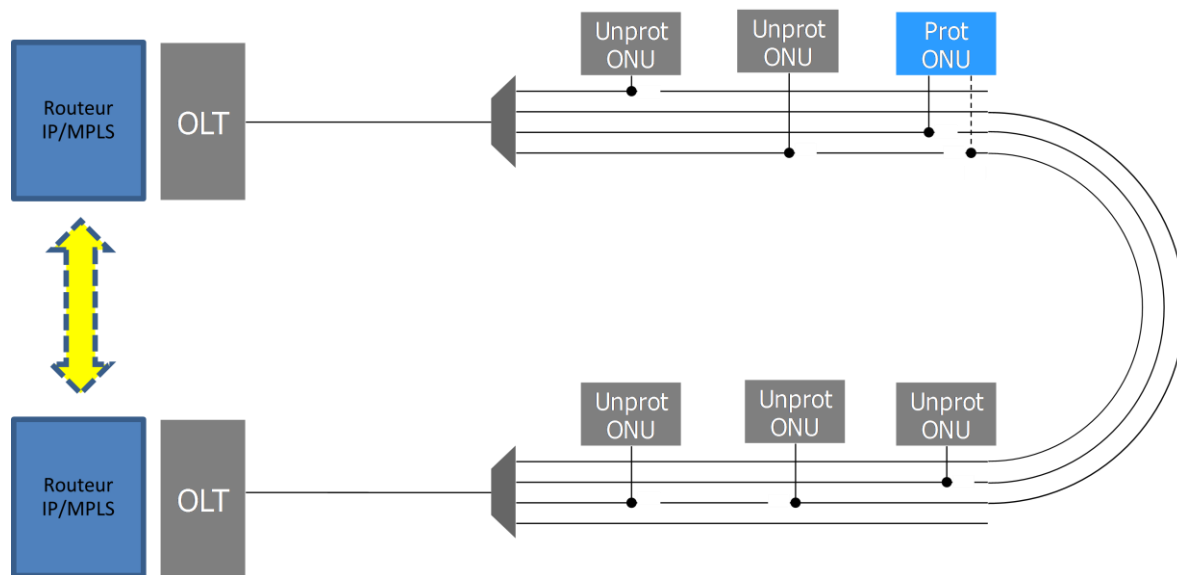 Unprot
ONU
Unprot
ONU
Prot
ONU
Routeur
IP/MPLS
OLT
Unprot
ONU
Unprot
ONU
Unprot
ONU
Routeur
IP/MPLS
OLT